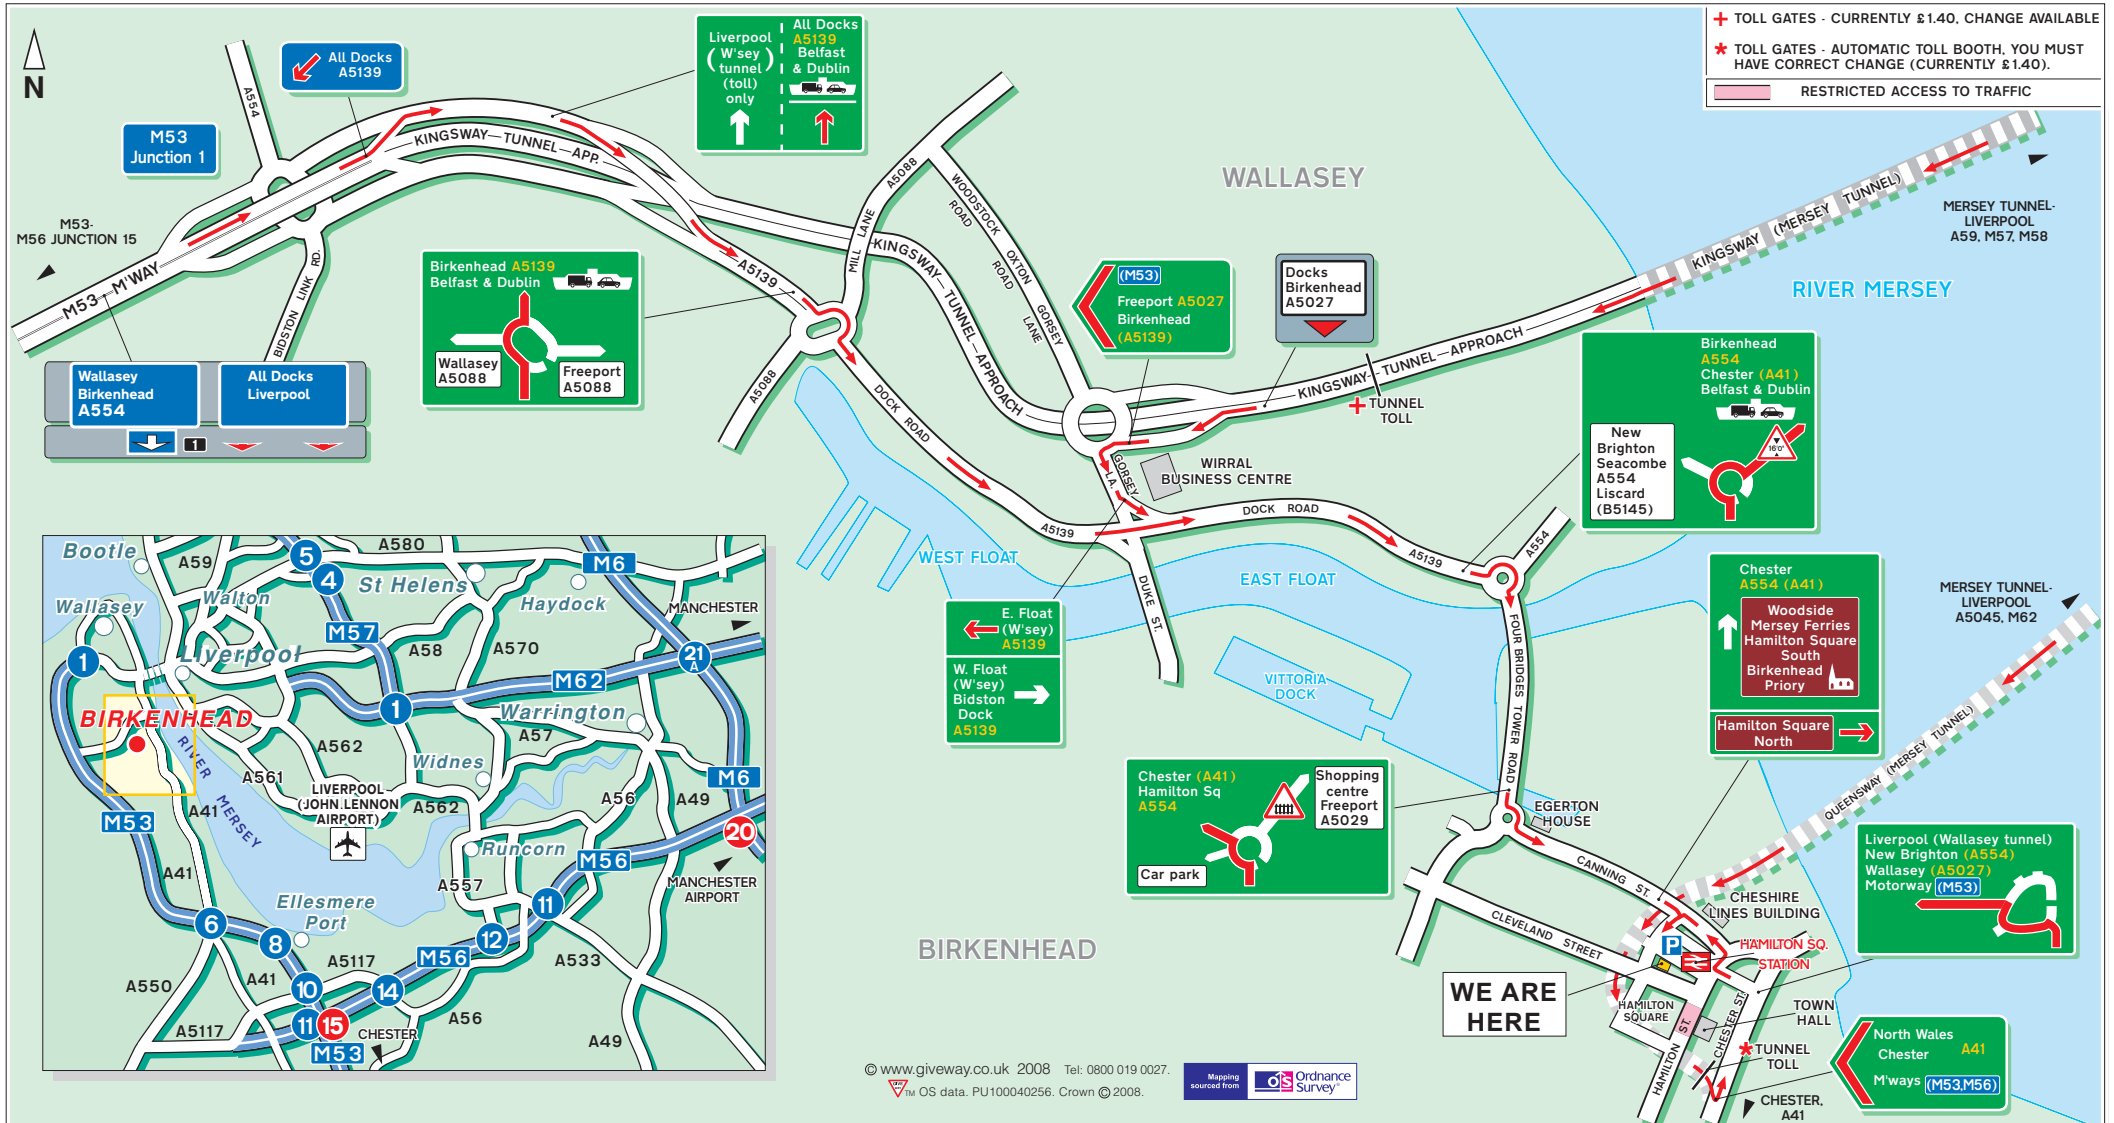 + TOLL GATES - CURRENTLY £1.40, CHANGE AVAILABLE
* TOLL GATES - AUTOMATIC TOLL BOOTH, YOU MUST
HAVE CORRECT CHANGE (CURRENTLY £1.40).
RESTRICTED ACCESS TO TRAFFIC
N
A554
All Docks
A5139
M53
Junction 1
Liverpool
(W'sey
tunnel)
(toll)
only
All Docks
A5139
Belfast
& Dublin
KINGSWAY-TUNNEL-APP.
M53-
M56 JUNCTION 15
M53 M'WAY
BIDSTON LINK RD.
Wallasey
Birkenhead
A554
All Docks
Liverpool
1
Birkenhead A5139
Belfast & Dublin
Wallasey
A5088
Freeport
A5088
A5139
MILL LANE
A5088
A5088
WOODSTOCK
ROAD
OXTON
ROAD
GORSEY
LANE
KINGSWAY-TUNNEL-APPROACH
WALLASEY
(M53)
Freeport A5027
Birkenhead
(A5139)
Docks
Birkenhead
A5027
KINGSWAY-TUNNEL-APPROACH
+ TUNNEL
TOLL
KINGSWAY (MERSEY TUNNEL)
MERSEY TUNNEL-
LIVERPOOL
A59, M57, M58
RIVER MERSEY
DOCK ROAD
GORSEY
LA.
WIRRAL
BUSINESS CENTRE
A5139
DOCK ROAD
A5139
A554
WEST FLOAT
EAST FLOAT
DUKE ST.
VITTORIA
DOCK
E. Float
(W'sey)
A5139
W. Float
(W'sey)
Bidston
Dock
A5139
Birkenhead
A554
Chester (A41)
Belfast & Dublin
New
Brighton
Seacombe
A554
Liscard
(B5145)
16'0"
FOUR BRIDGES TOWER ROAD
Chester
A554 (A41)
Woodside
Mersey Ferries
Hamilton Square
South
Birkenhead
Priory
Hamilton Square
North
MERSEY TUNNEL-
LIVERPOOL
A5045, M62
QUEENSWAY (MERSEY TUNNEL)
Chester (A41)
Hamilton Sq
A554
Shopping
centre
Freeport
A5029
Car park
EGERTON
HOUSE
CANNING ST.
CLEVELAND STREET
CHESHIRE
LINES BUILDING
Liverpool (Wallasey tunnel)
New Brighton (A554)
Wallasey (A5027)
Motorway (M53)
P
HAMILTON SQ.
STATION
BIRKENHEAD
WE ARE
HERE
HAMILTON
SQUARE
HAMILTON
ST.
CHESTER ST.
TOWN
HALL
* TUNNEL
TOLL
North Wales
Chester A41
M'ways (M53,M56)
CHESTER,
A41
Bootle
A59
5
4
A580
M6
Wallasey
Walton
St Helens
Haydock
MANCHESTER
M57
A58
A570
1
Liverpool
21
A
M62
1
Warrington
BIRKENHEAD
A57
RIVER
MERSEY
A562
A561
Widnes
M6
LIVERPOOL
(JOHN LENNON
AIRPORT)
A562
A56
A49
A41
M53
20
Runcorn
M56
A41
A557
MANCHESTER
AIRPORT
Ellesmere
Port
11
6
8
12
M56
A5117
A533
A550
A41
10
14
A5117
11
15
A56
CHESTER
M53
A49
© www.giveway.co.uk 2008 Tel: 0800 019 0027.
TM OS data. PU100040256. Crown © 2008.
Mapping
sourced from
OS Ordnance
Survey